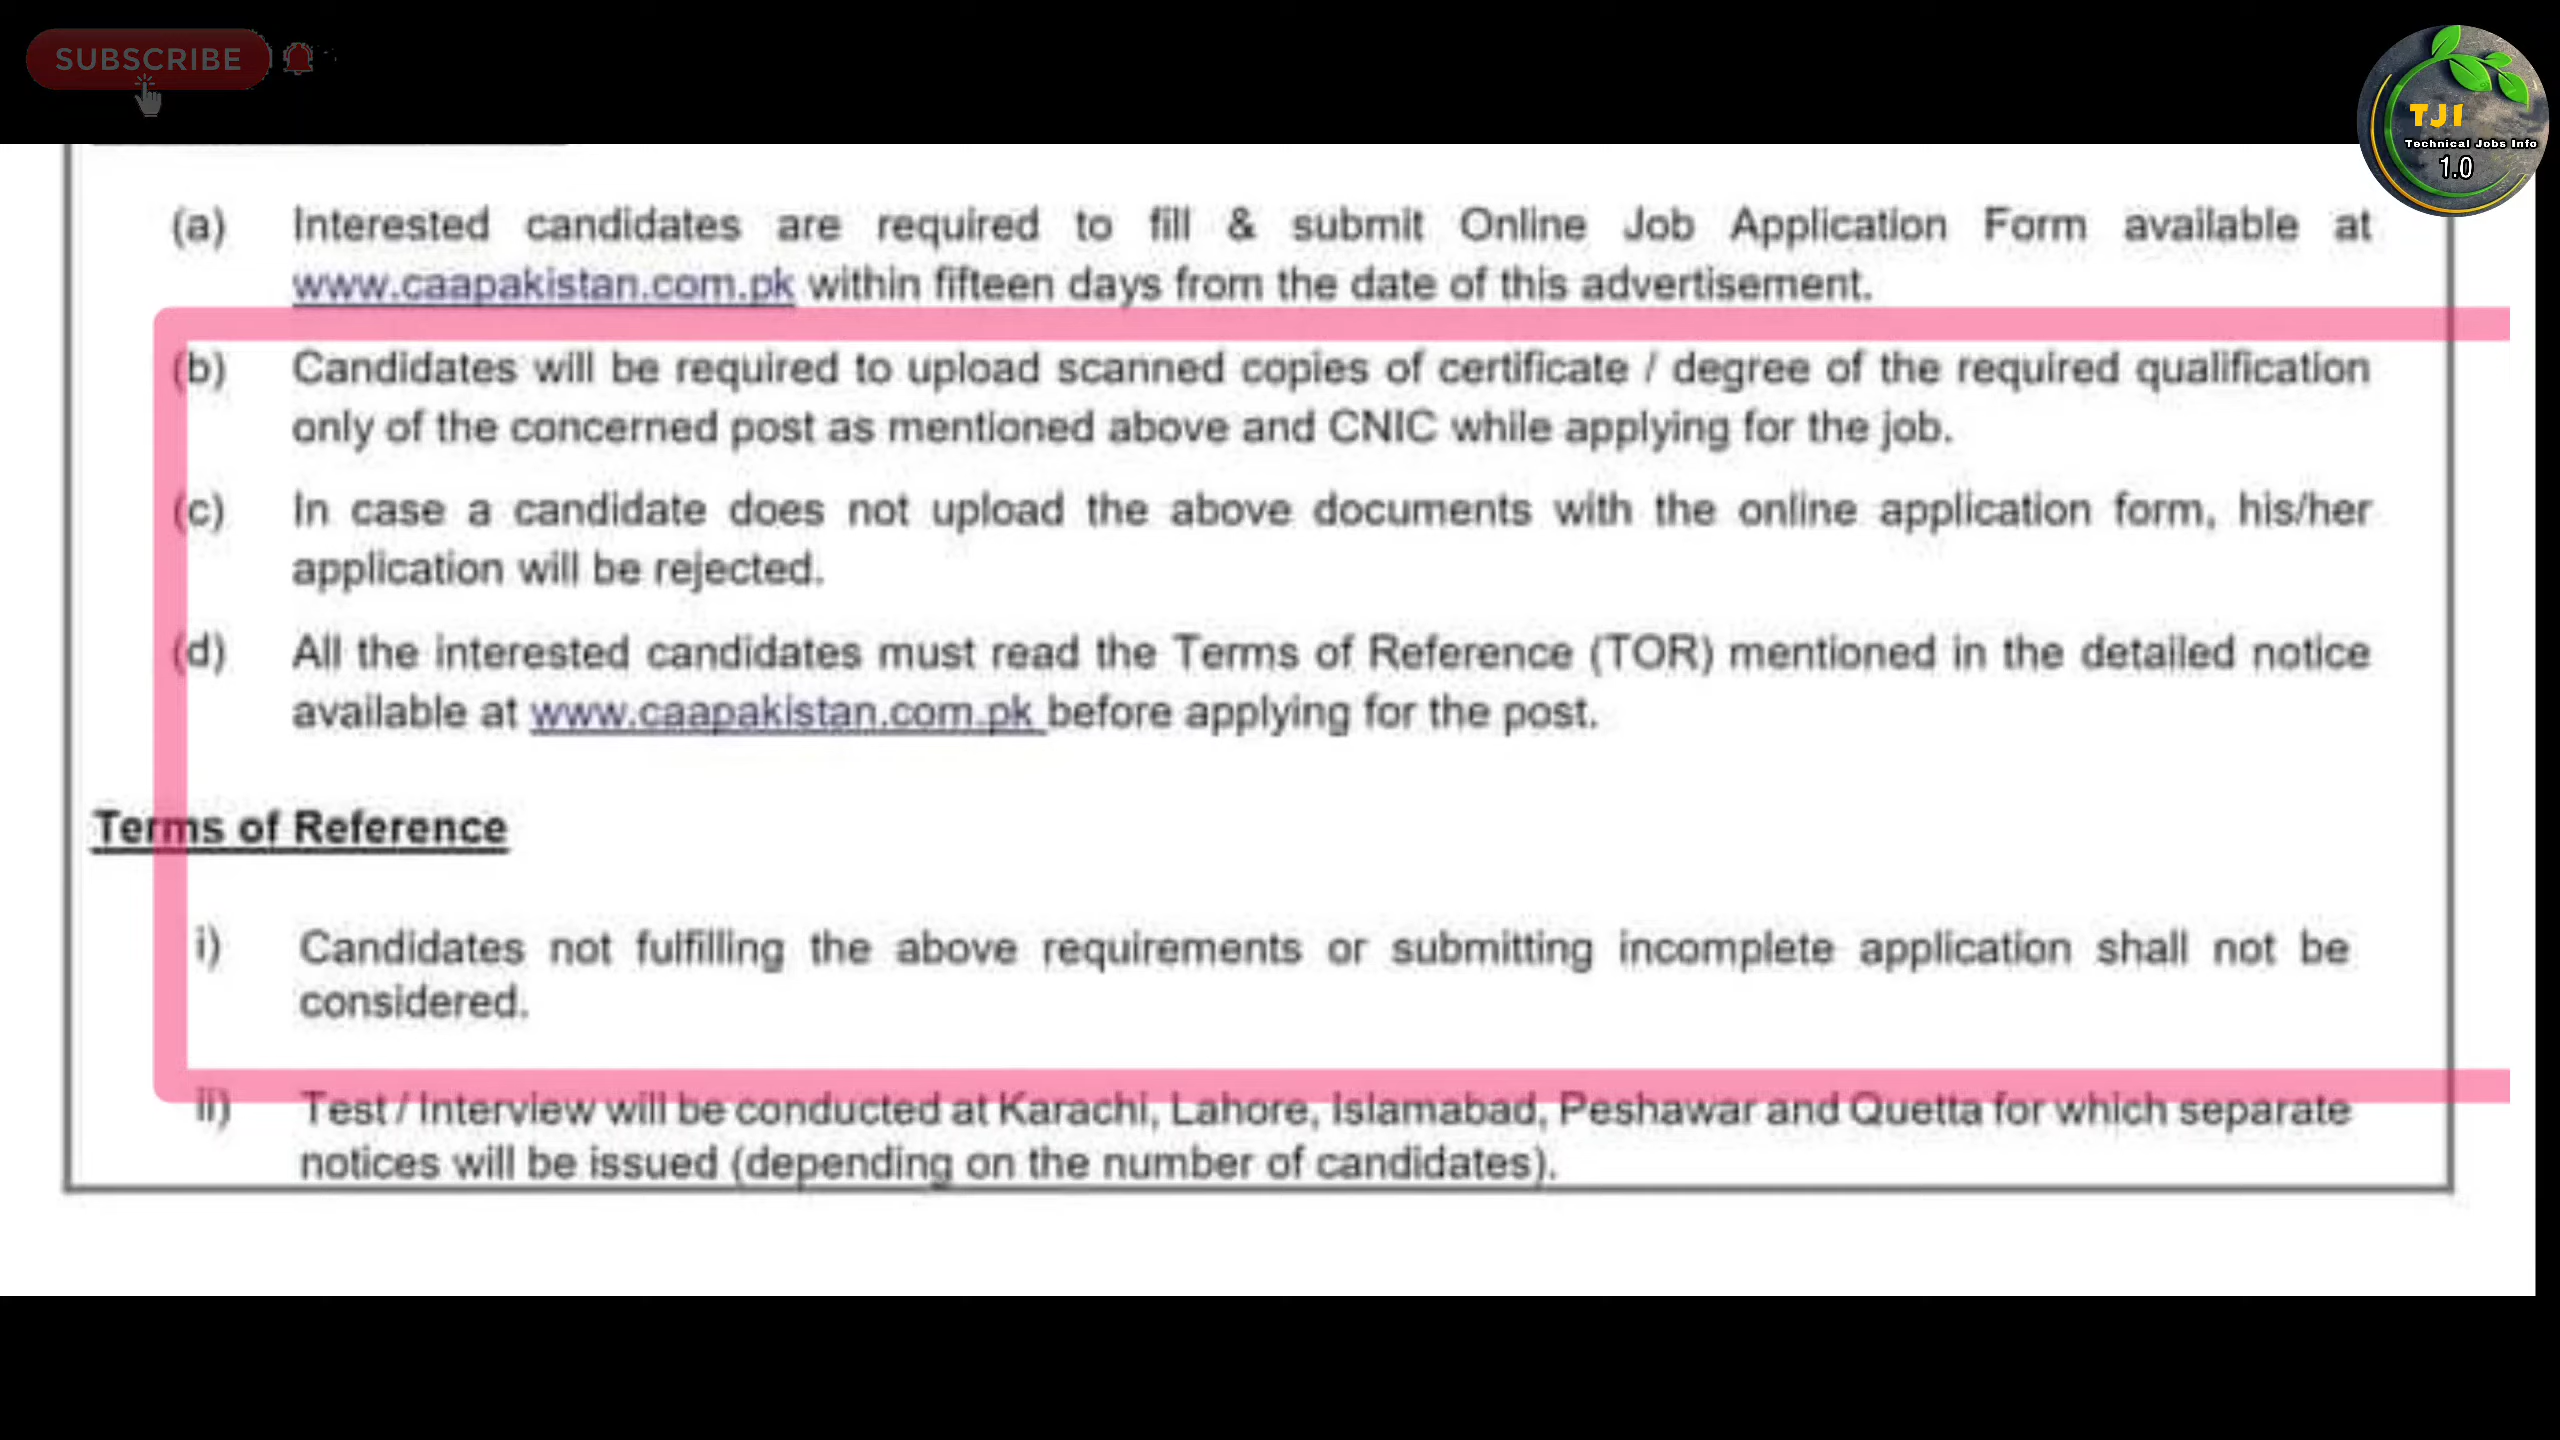 SUBSCRIBE
TJI
Technical Jobs Info
1.0
(a) Interested candidates are required to fill & submit Online Job Application Form available at
www.caapakistan.com.pk within fifteen days from the date of this advertisement.
(b) Candidates will be required to upload scanned copies of certificate / degree of the required qualification
only of the concerned post as mentioned above and CNIC while applying for the job.
(c) In case a candidate does not upload the above documents with the online application form, his/her
application will be rejected.
(d) All the interested candidates must read the Terms of Reference (TOR) mentioned in the detailed notice
available at www.caapakistan.com.pk before applying for the post.
Terms of Reference
i) Candidates not fulfilling the above requirements or submitting incomplete application shall not be
considered.
ii) Test / Interview will be conducted at Karachi, Lahore, Islamabad, Peshawar and Quetta for which separate
notices will be issued (depending on the number of candidates).